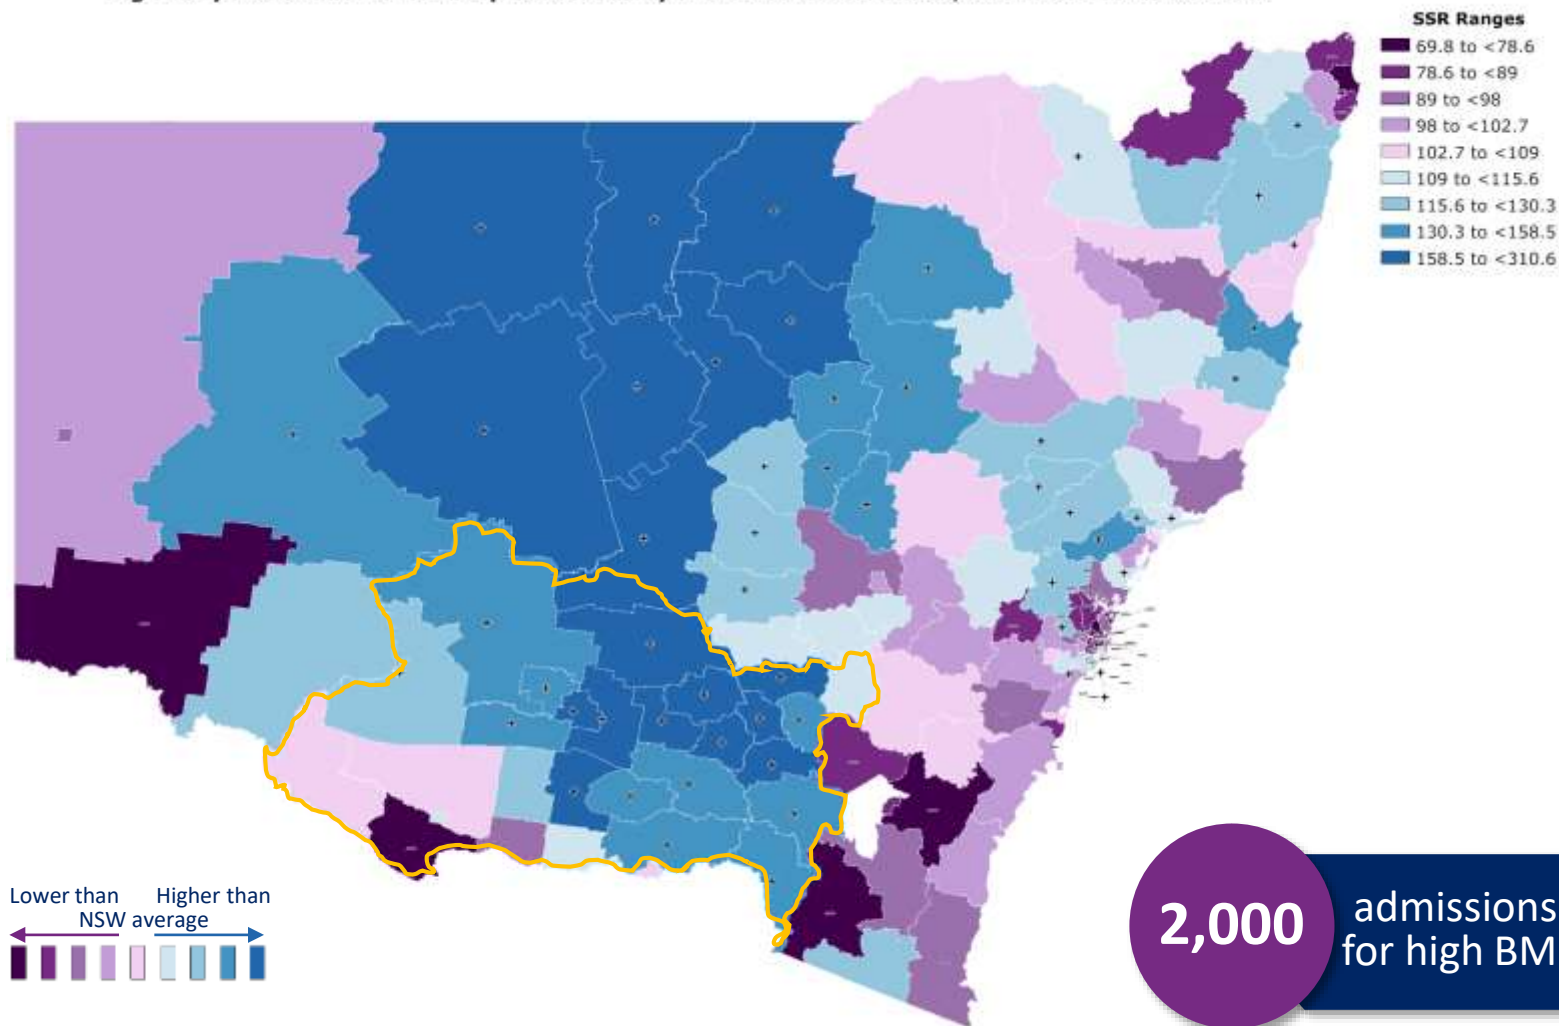 SSR Ranges
69.8 to <78.6
78.6 to <89
89 to <98
98 to <102.7
102.7 to <109
109 to <115.6
115.6 to <130.3
130.3 to <158.5
158.5 to <310.6
Lower than Higher than
NSW average
2,000
admissions
for high BM